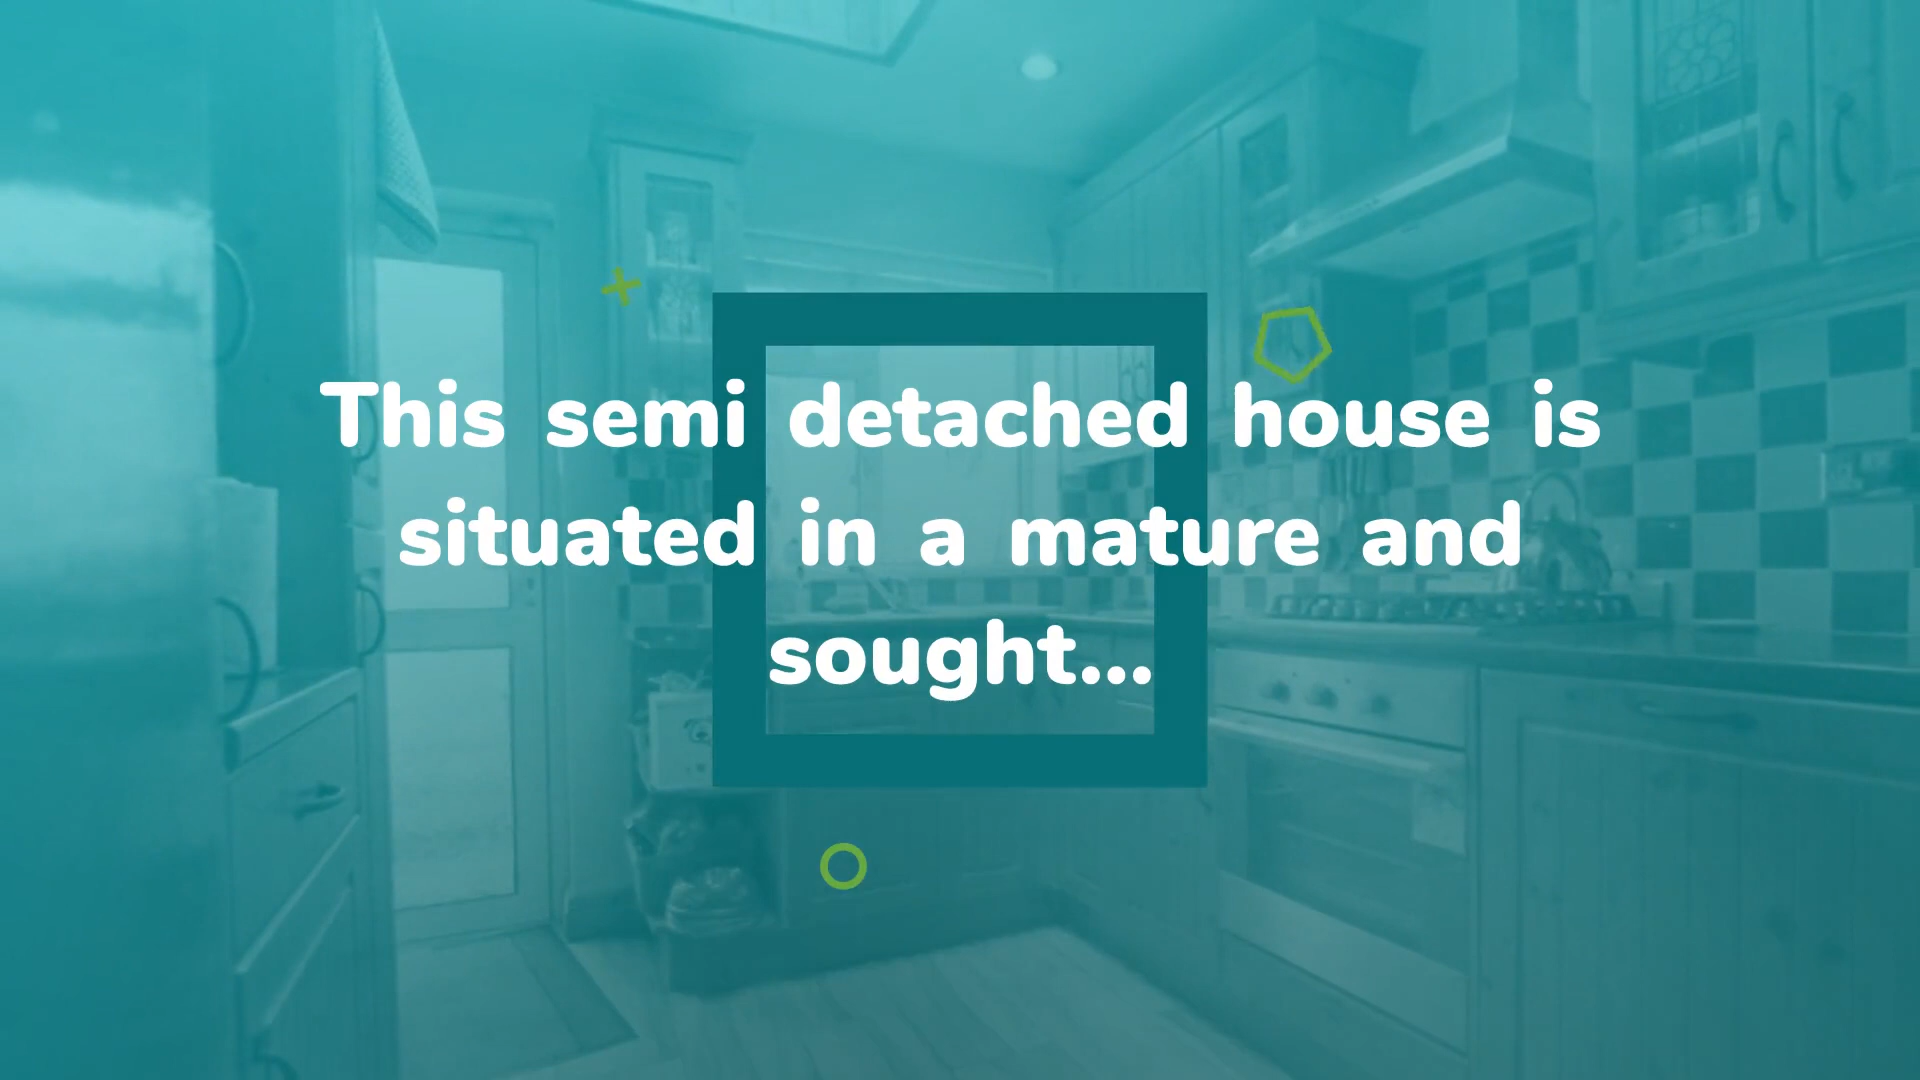 This semi detached house is
situated in a mature and
sought...